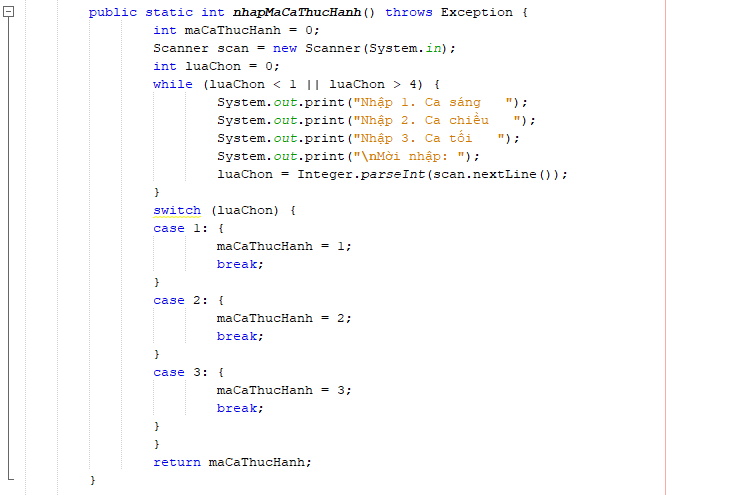 public static int nhapMaCaThucHanh() throws Exception {
int maCaThucHanh = 0;
Scanner scan = new Scanner(System.in);
int luaChon = 0;
while (luaChon < 1 || luaChon > 4) {
System.out.print("Nhập 1. Ca sáng   ");
System.out.print("Nhập 2. Ca chiều   ");
System.out.print("Nhập 3. Ca tối   ");
System.out.print("\nMời nhập: ");
luaChon = Integer.parseInt(scan.nextLine());
}
switch (luaChon) {
case 1: {
maCaThucHanh = 1;
break;
}
case 2: {
maCaThucHanh = 2;
break;
}
case 3: {
maCaThucHanh = 3;
break;
}
}
return maCaThucHanh;
}